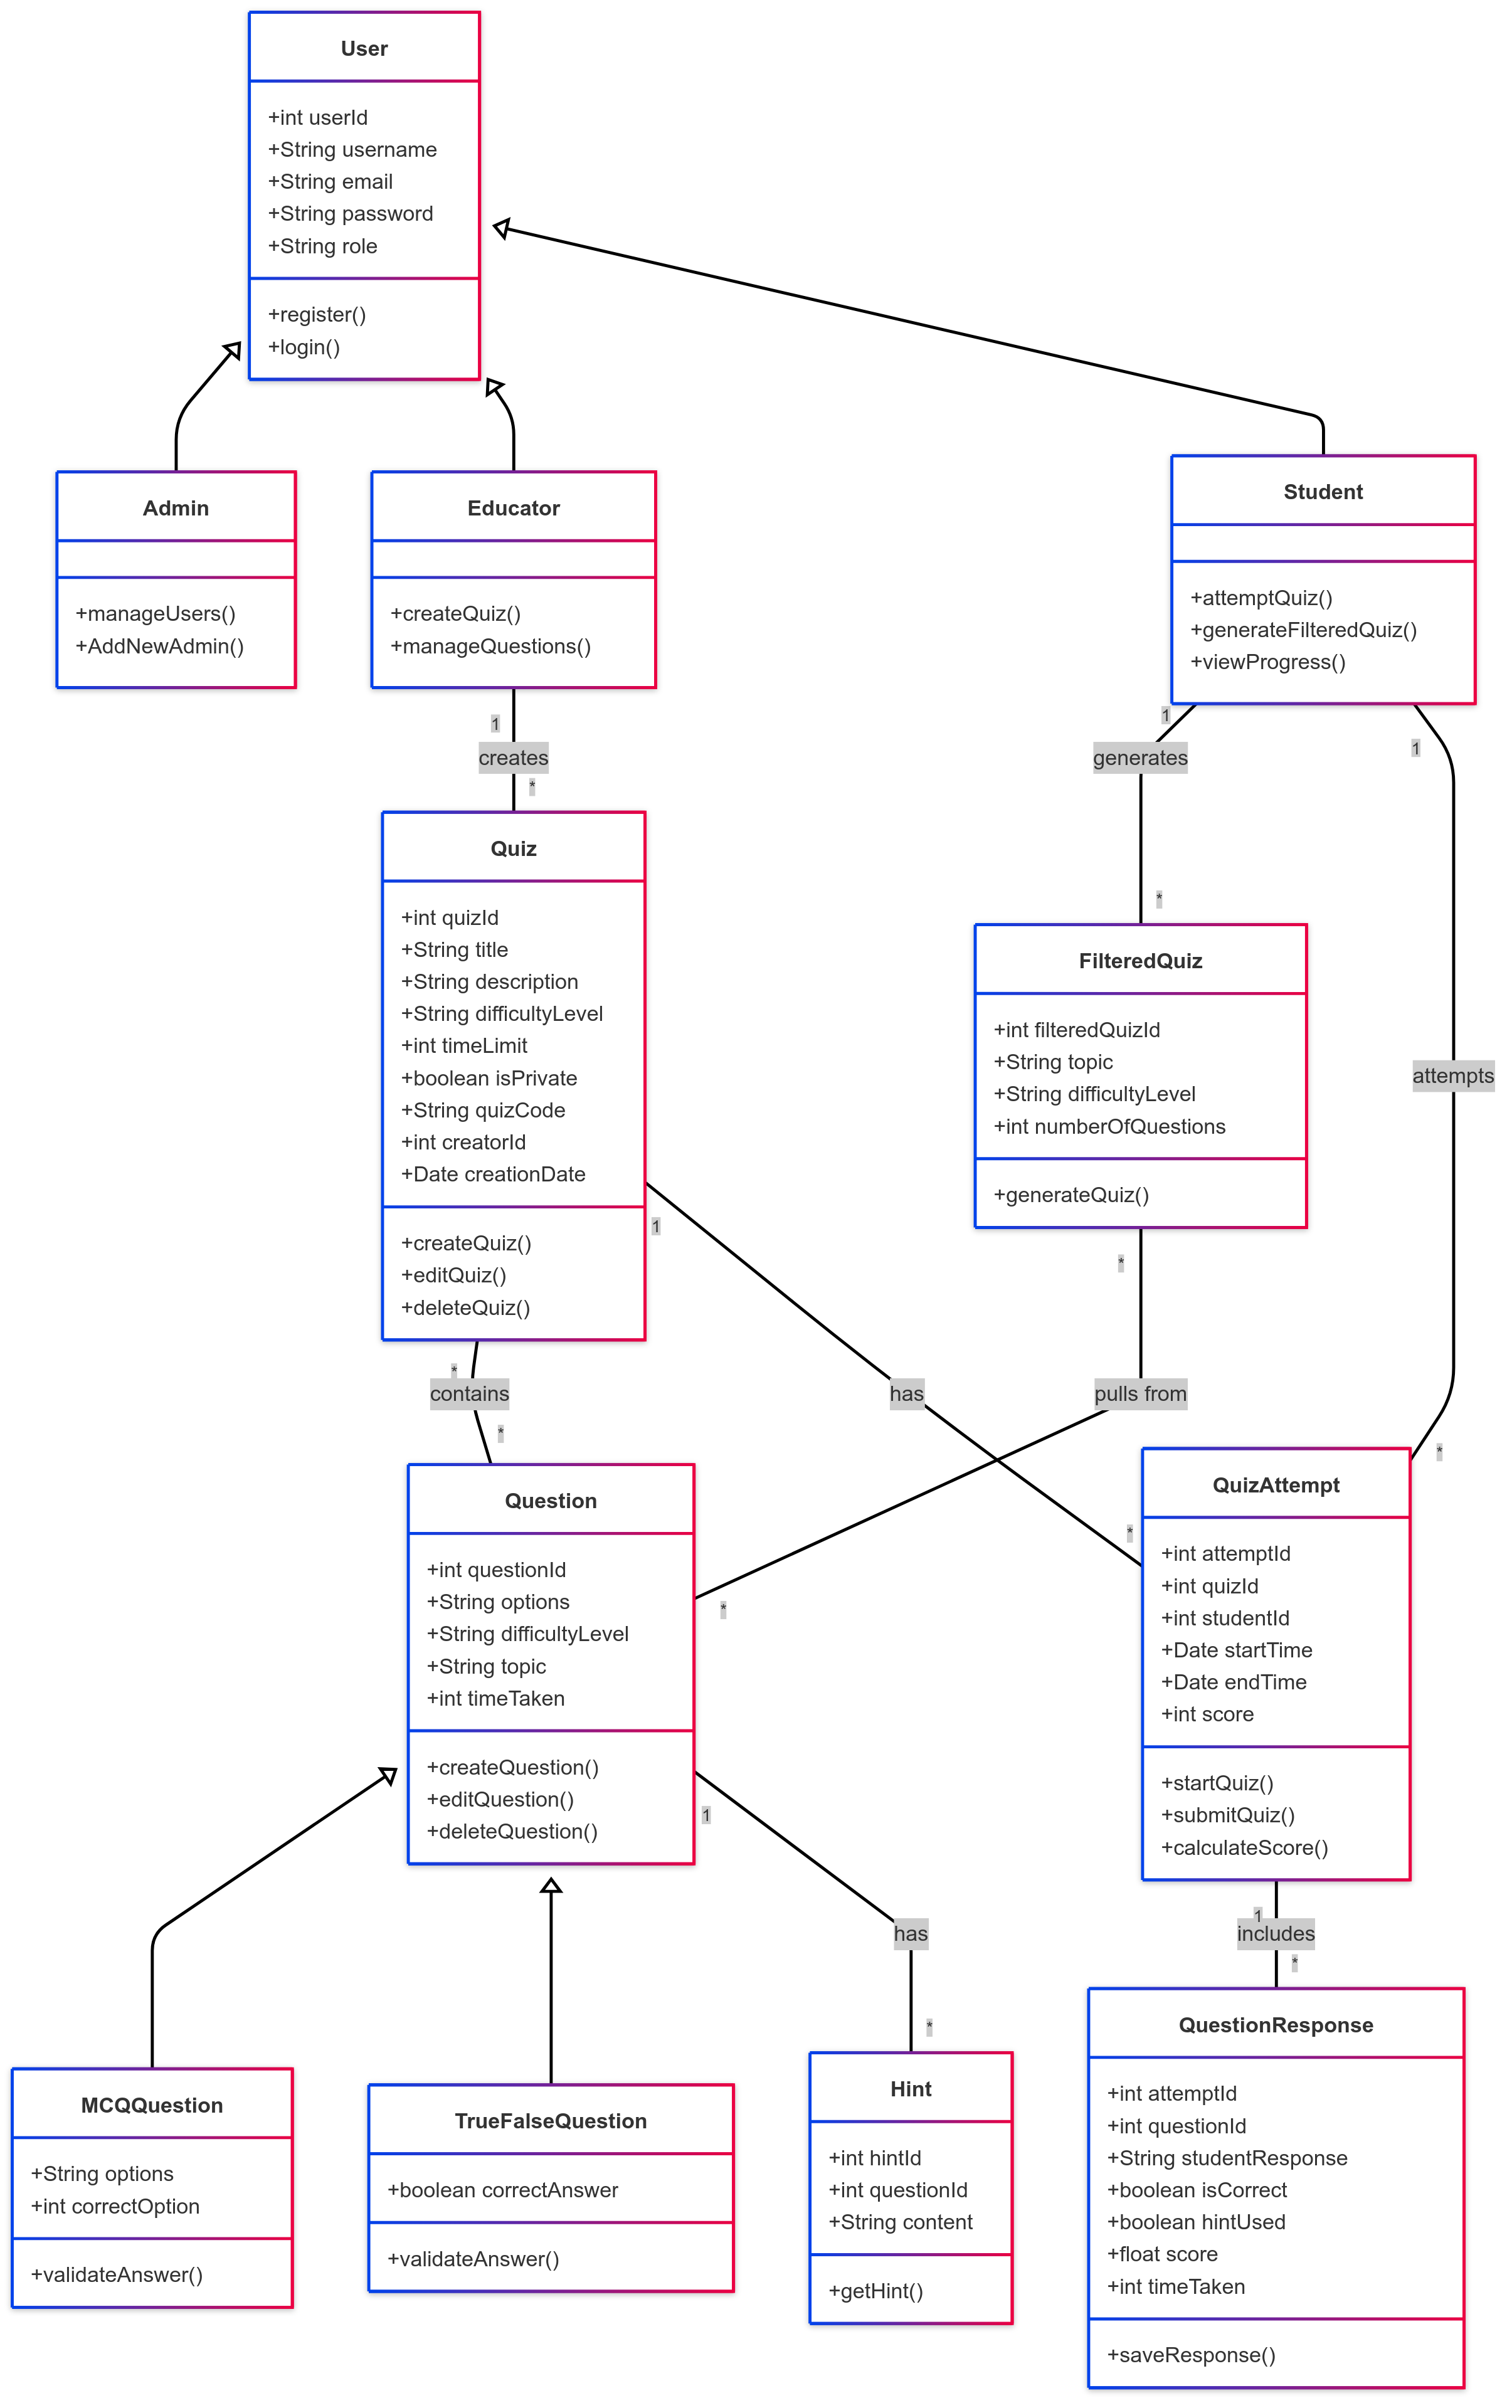 User
+int userId
+String username
+String email
+String password
+String role
+register()
+login()
Admin
+manageUsers()
+AddNewAdmin()
Educator
+createQuiz()
+manageQuestions()
Student
+attemptQuiz()
+generateFilteredQuiz()
+viewProgress()
1
creates
*
1
generates
*
1
attempts
*
Quiz
+int quizId
+String title
+String description
+String difficultyLevel
+int timeLimit
+boolean isPrivate
+String quizCode
+int creatorId
+Date creationDate
+createQuiz()
+editQuiz()
+deleteQuiz()
FilteredQuiz
+int filteredQuizId
+String topic
+String difficultyLevel
+int numberOfQuestions
+generateQuiz()
1
has
*
*
contains
*
*
pulls from
*
Question
+int questionId
+String options
+String difficultyLevel
+String topic
+int timeTaken
+createQuestion()
+editQuestion()
+deleteQuestion()
QuizAttempt
+int attemptId
+int quizId
+int studentId
+Date startTime
+Date endTime
+int score
+startQuiz()
+submitQuiz()
+calculateScore()
1
has
*
1
includes
*
MCQQuestion
+String options
+int correctOption
+validateAnswer()
TrueFalseQuestion
+boolean correctAnswer
+validateAnswer()
Hint
+int hintId
+int questionId
+String content
+getHint()
QuestionResponse
+int attemptId
+int questionId
+String studentResponse
+boolean isCorrect
+boolean hintUsed
+float score
+int timeTaken
+saveResponse()